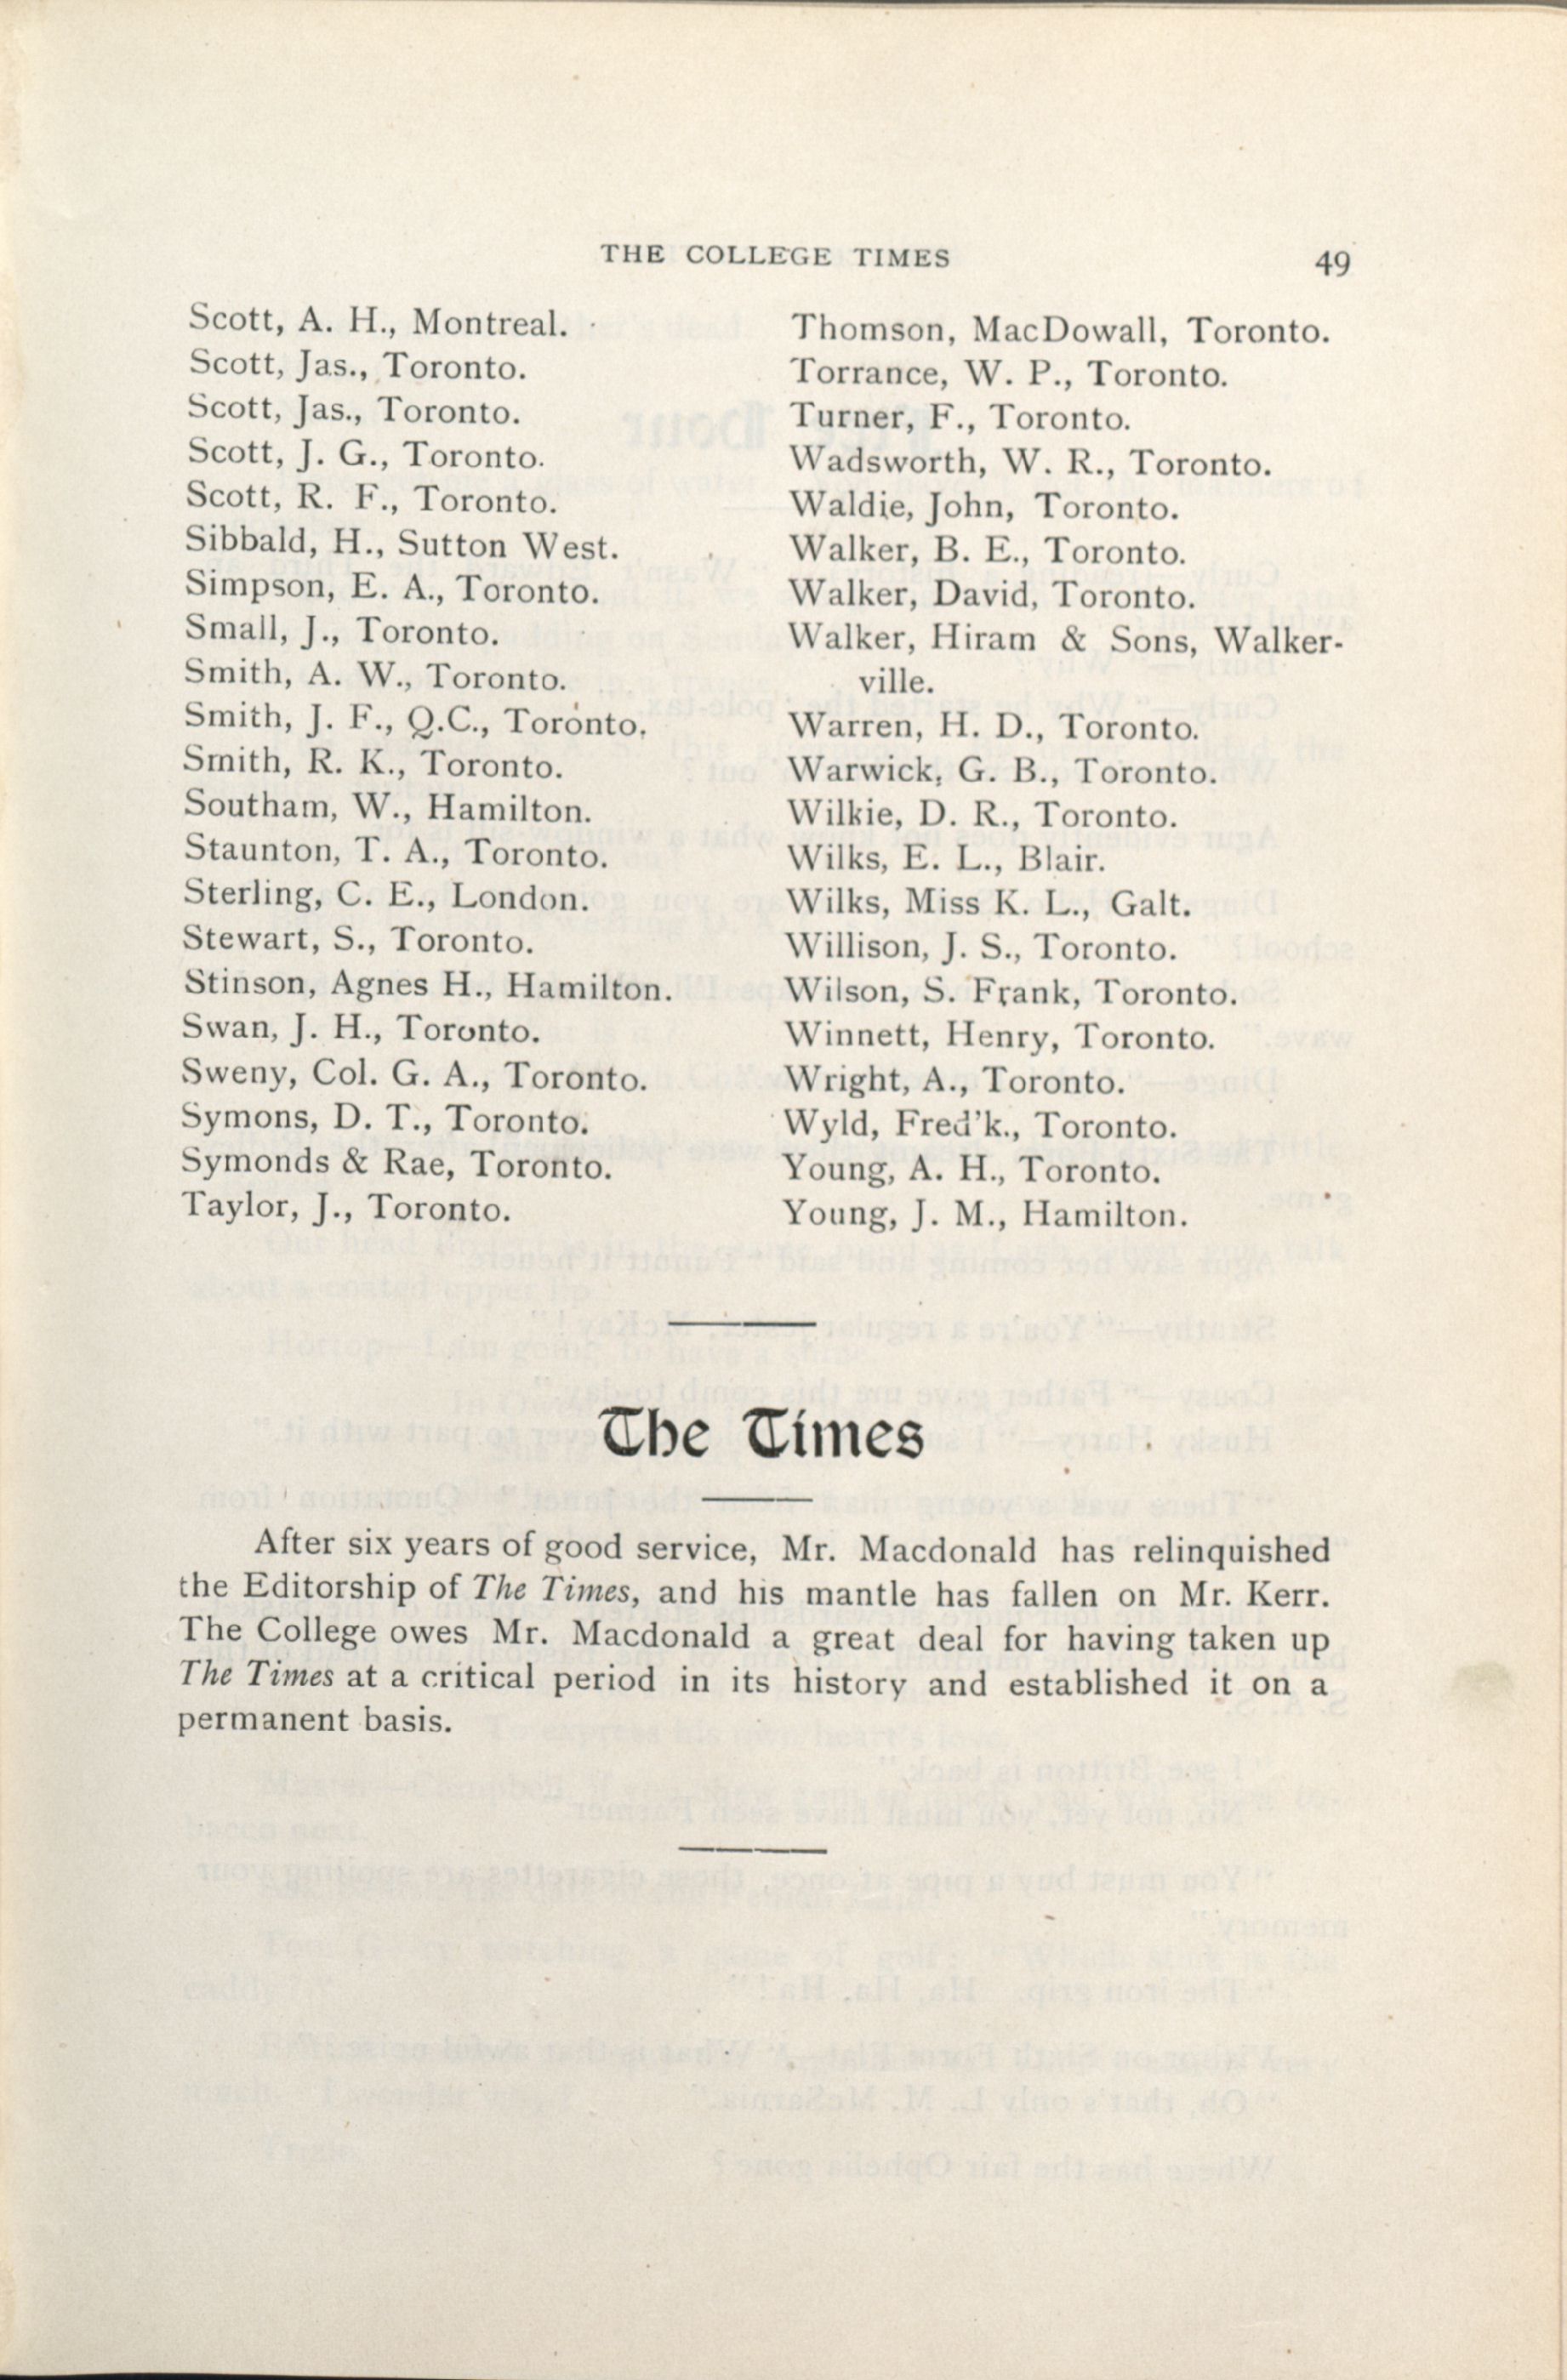 THE COLLEGE TIMES 49
Scott, A. H., Montreal.
Scott, Jas., Toronto.
Scott, Jas., Toronto.
Scott, J. G., Toronto.
Scott, R. F., Toronto.
Sibbald, H., Sutton West.
Simpson, E. A., Toronto.
Small, J., Toronto.
Smith, A. W., Toronto.
Smith, J. F., Q.C., Toronto.
Smith, R. K., Toronto.
Southam, W., Hamilton.
Staunton, T. A., Toronto.
Sterling, C. E., London.
Stewart, S., Toronto.
Stinson, Agnes H., Hamilton.
Swan, J. H., Toronto.
Sweny, Col. G. A., Toronto.
Symons, D. T., Toronto.
Symonds & Rae, Toronto.
Taylor, J., Toronto.
Thomson, MacDowall, Toronto.
Torrance, W. P., Toronto.
Turner, F., Toronto.
Wadsworth, W. R., Toronto.
Waldie, John, Toronto.
Walker, B. E., Toronto.
Walker, David, Toronto.
Walker, Hiram & Sons, Walker-
ville.
Warren, H. D., Toronto.
Warwick, G. B., Toronto.
Wilkie, D. R., Toronto.
Wilks, E. L., Blair.
Wilks, Miss K. L., Galt.
Willison, J. S., Toronto.
Wilson, S. Frank, Toronto.
Winnett, Henry, Toronto.
Wright, A., Toronto.
Wyld, Fred'k., Toronto.
Young, A. H., Toronto.
Young, J. M., Hamilton.
The Times
After six years of good service, Mr. Macdonald has relinquished
the Editorship of The Times, and his mantle has fallen on Mr. Kerr.
The College owes Mr. Macdonald a great deal for having taken up
The Times at a critical period in its history and established it on a
permanent basis.